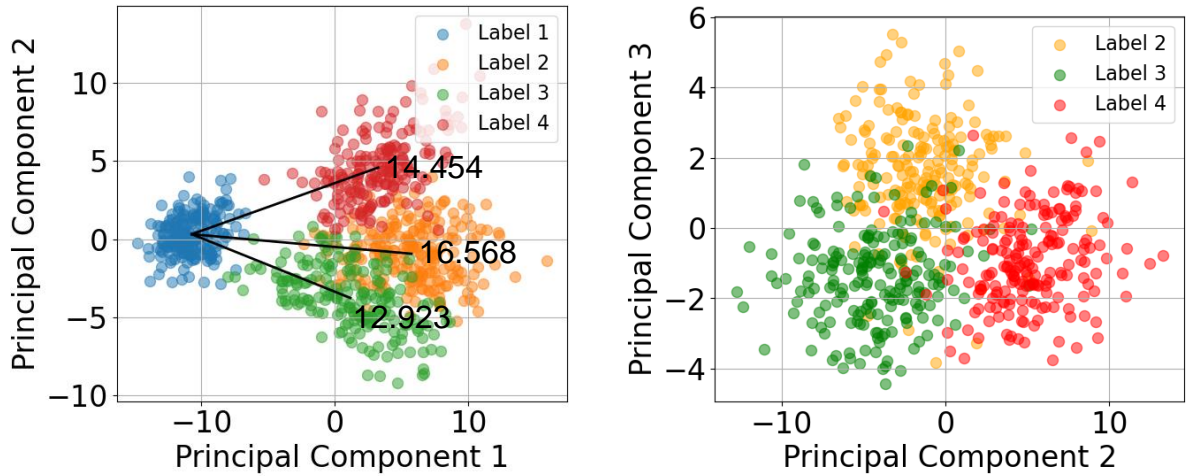 Principal Component 2
10
5
0
−5
−10
−10
0
10
Principal Component 1
Label 1
Label 2
Label 3
Label 4
14.454
16.568
12.923
Principal Component 3
6
4
2
0
−2
−4
−10
0
10
Principal Component 2
Label 2
Label 3
Label 4